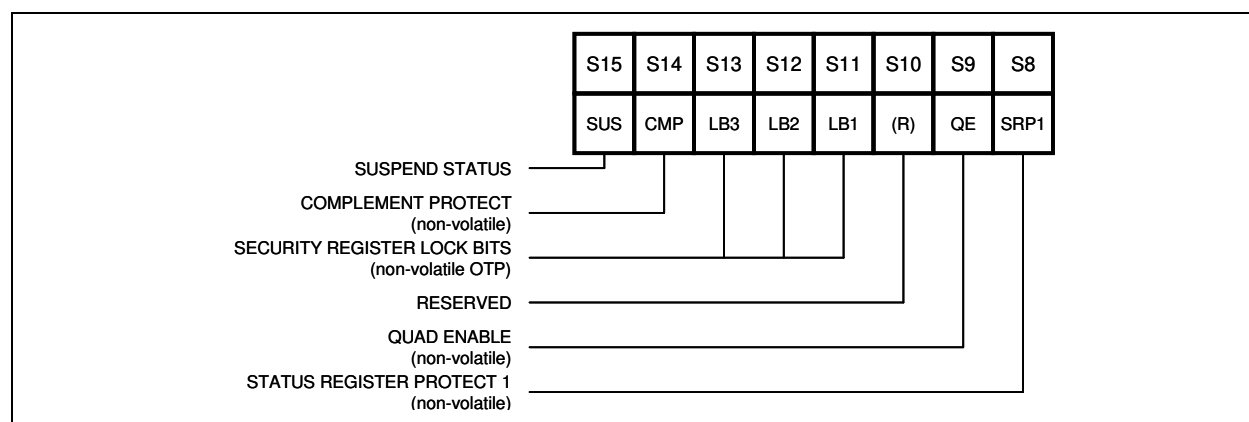 S15 S14 S13 S12 S11 S10 S9 S8
SUS CMP LB3 LB2 LB1 (R) QE SRP1
SUSPEND STATUS
COMPLEMENT PROTECT
(non-volatile)
SECURITY REGISTER LOCK BITS
(non-volatile OTP)
RESERVED
QUAD ENABLE
(non-volatile)
STATUS REGISTER PROTECT 1
(non-volatile)